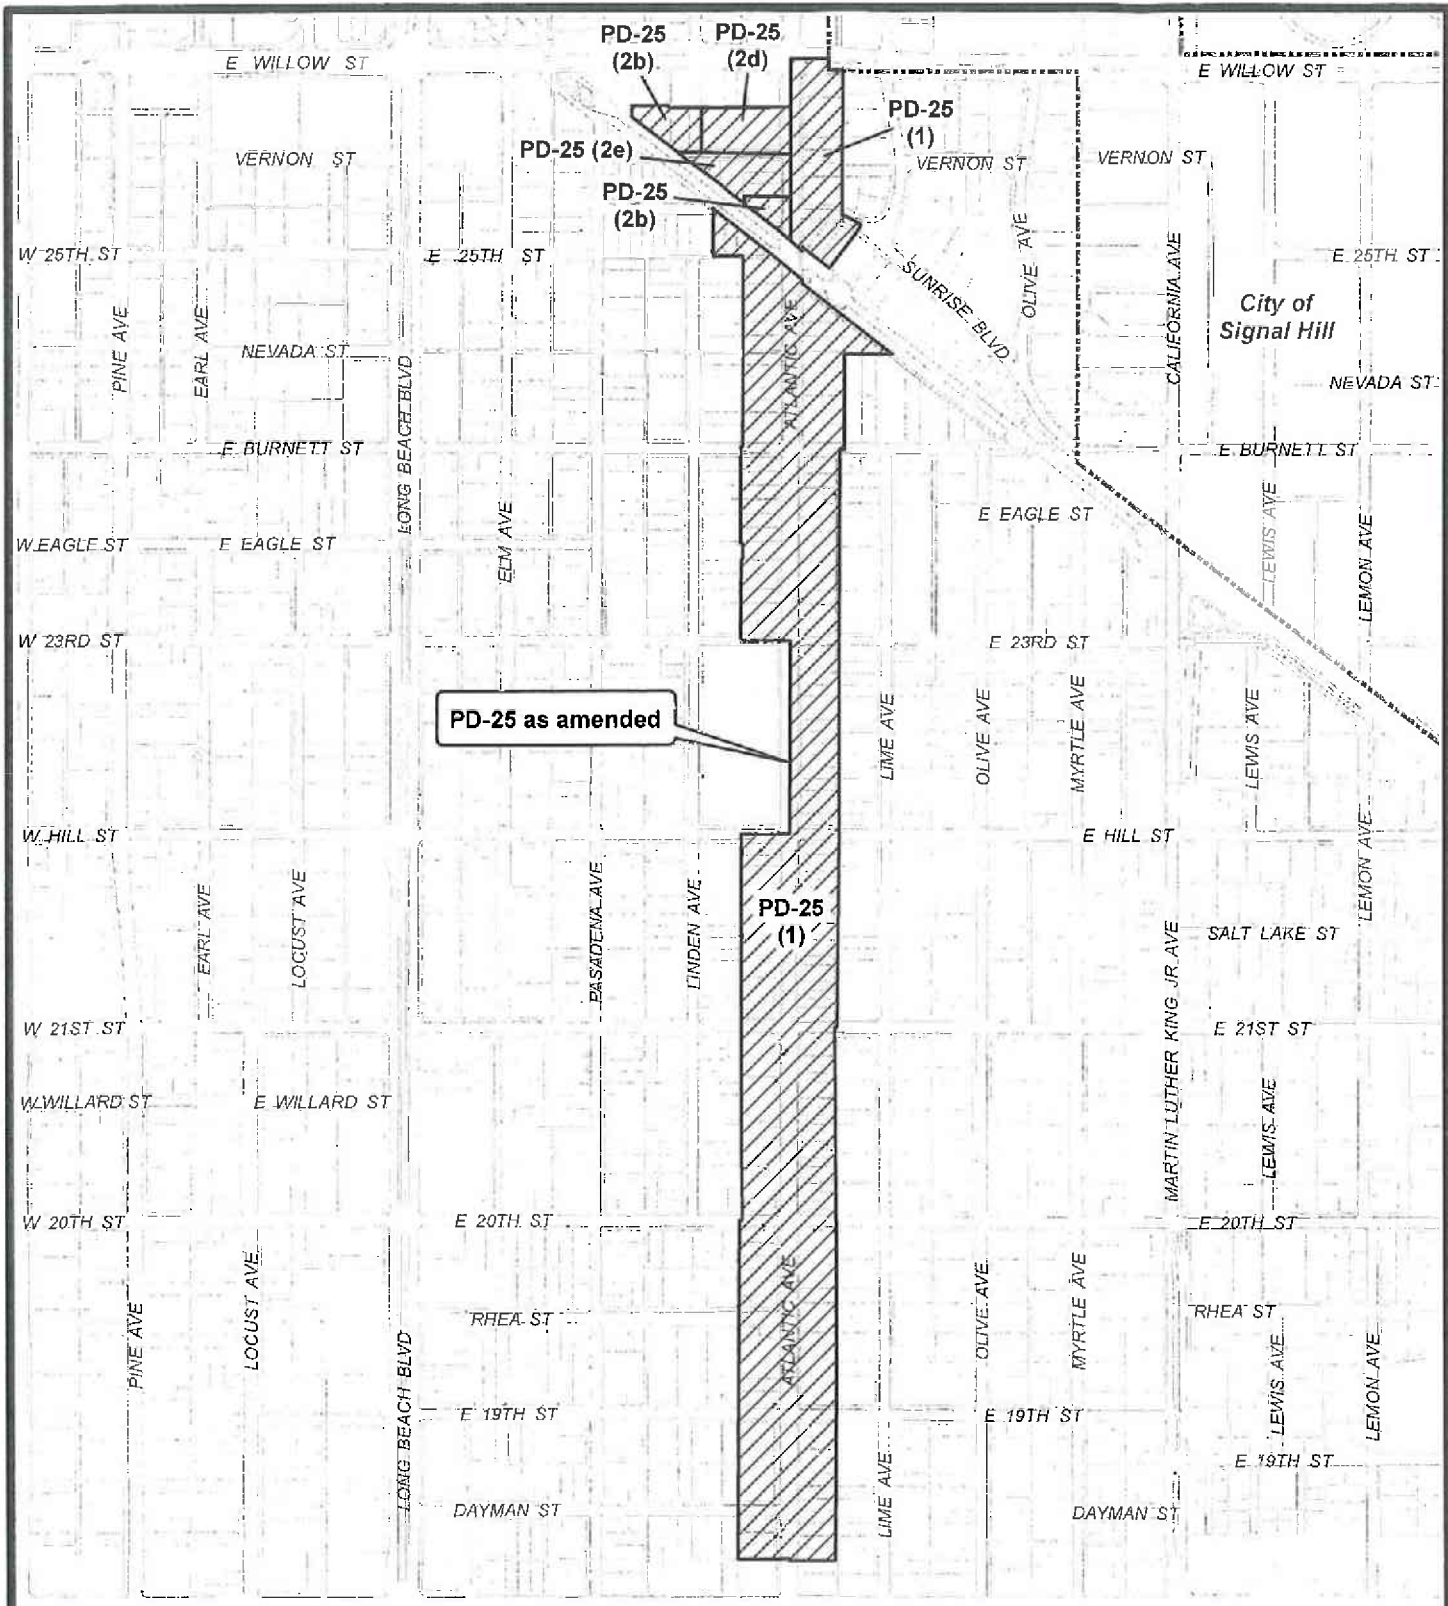 PD-25
(2b)
PD-25
(2d)
E WILLOW ST
E WILLOW ST
PD-25
(1)
VERNON ST
PD-25 (2e)
VERNON ST
VERNON ST
PD-25
(2b)
W 25TH ST
E 25TH ST
E 25TH ST
SUNRISE BLVD
OLIVE AVE
CALIFORNIA AVE
City of
Signal Hill
PINE AVE
EARL AVE
NEVADA ST
LONG BEACH BLVD
ATLANTIC AVE
NEVADA ST
E BURNETT ST
E BURNETT ST
ELM AVE
E EAGLE ST
LEWIS AVE
LEMON AVE
W EAGLE ST
E EAGLE ST
W 23RD ST
E 23RD ST
PD-25 as amended
LIME AVE
OLIVE AVE
MYRTLE AVE
LEWIS AVE
W HILL ST
E HILL ST
LEMON AVE
EARL AVE
LOCUST AVE
PASADENA AVE
LINDEN AVE
PD-25
(1)
MARTIN LUTHER KING JR AVE
SALT LAKE ST
W 21ST ST
E 21ST ST
W WILLARD ST
E WILLARD ST
LEWIS AVE
W 20TH ST
E 20TH ST
E 20TH ST
PINE AVE
LOCUST AVE
LONG BEACH BLVD
RHEA ST
ATLANTIC AVE
OLIVE AVE
MYRTLE AVE
RHEA ST
LEWIS AVE
LEMON AVE
E 19TH ST
E 19TH ST
E 19TH ST
DAYMAN ST
LIME AVE
DAYMAN ST